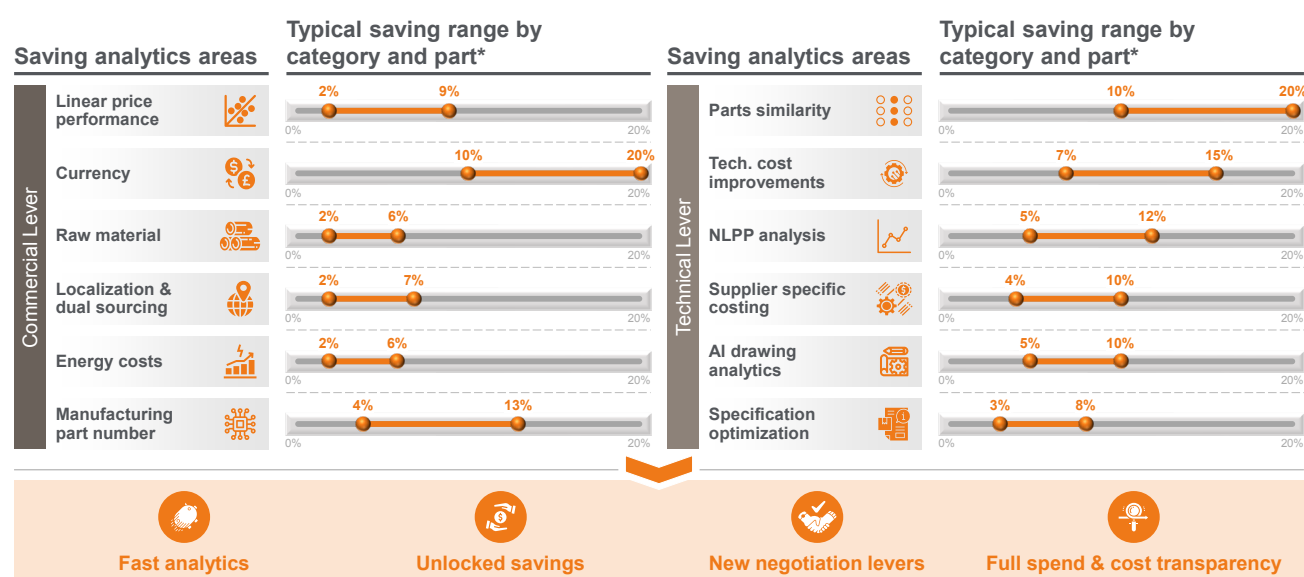 Saving analytics areas
Typical saving range by
category and part*
Saving analytics areas
Typical saving range by
category and part*
Commercial Lever
Linear price
performance
2% 9%
0% 20%
Currency
10% 20%
0% 20%
Raw material
2% 6%
0% 20%
Localization &
dual sourcing
2% 7%
0% 20%
Energy costs
2% 6%
0% 20%
Manufacturing
part number
4% 13%
0% 20%
Technical Lever
Parts similarity
10% 20%
0% 20%
Tech. cost
improvements
7% 15%
0% 20%
NLPP analysis
5% 12%
0% 20%
Supplier specific
costing
4% 10%
0% 20%
AI drawing
analytics
5% 10%
0% 20%
Specification
optimization
3% 8%
0% 20%
Fast analytics
Unlocked savings
New negotiation levers
Full spend & cost transparency